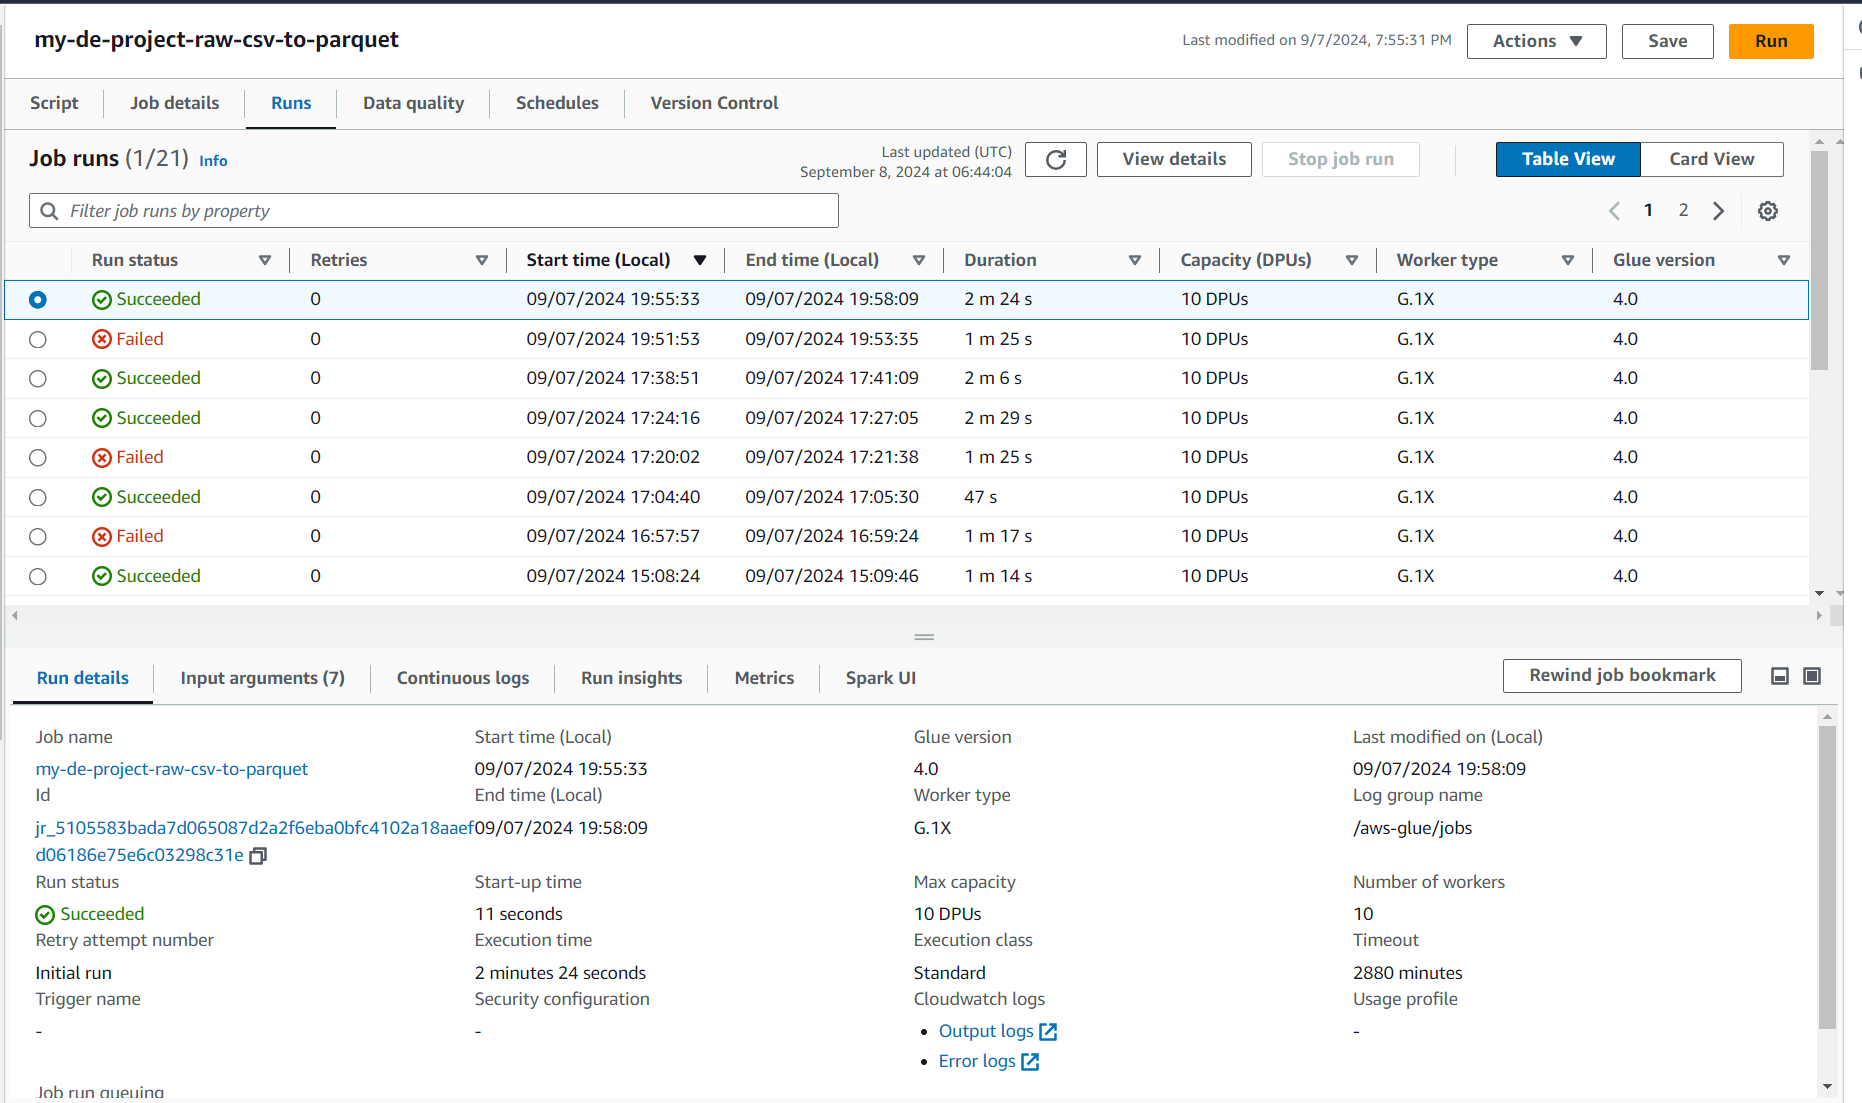 my-de-project-raw-csv-to-parquet
Last modified on 9/7/2024, 7:55:31 PM
Actions
Save
Run
Script
Job details
Runs
Data quality
Schedules
Version Control
Job runs (1/21) Info
Last updated (UTC)
September 8, 2024 at 06:44:04
View details
Stop job run
Table View
Card View
Filter job runs by property
1 2
Run status Retries Start time (Local) End time (Local) Duration Capacity (DPUs) Worker type Glue version
Succeeded 0 09/07/2024 19:55:33 09/07/2024 19:58:09 2 m 24 s 10 DPUs G.1X 4.0
Failed 0 09/07/2024 19:51:53 09/07/2024 19:53:35 1 m 25 s 10 DPUs G.1X 4.0
Succeeded 0 09/07/2024 17:38:51 09/07/2024 17:41:09 2 m 6 s 10 DPUs G.1X 4.0
Succeeded 0 09/07/2024 17:24:16 09/07/2024 17:27:05 2 m 29 s 10 DPUs G.1X 4.0
Failed 0 09/07/2024 17:20:02 09/07/2024 17:21:38 1 m 25 s 10 DPUs G.1X 4.0
Succeeded 0 09/07/2024 17:04:40 09/07/2024 17:05:30 47 s 10 DPUs G.1X 4.0
Failed 0 09/07/2024 16:57:57 09/07/2024 16:59:24 1 m 17 s 10 DPUs G.1X 4.0
Succeeded 0 09/07/2024 15:08:24 09/07/2024 15:09:46 1 m 14 s 10 DPUs G.1X 4.0
Run details
Input arguments (7)
Continuous logs
Run insights
Metrics
Spark UI
Rewind job bookmark
Job name
my-de-project-raw-csv-to-parquet
Id
jr_5105583bada7d065087d2a2f6eba0bfc4102a18aaef
d06186e75e6c03298c31e
Run status
Succeeded
Retry attempt number
Initial run
Trigger name
-
Job run queuing
Start time (Local)
09/07/2024 19:55:33
End time (Local)
09/07/2024 19:58:09
Start-up time
11 seconds
Execution time
2 minutes 24 seconds
Security configuration
-
Glue version
4.0
Worker type
G.1X
Max capacity
10 DPUs
Execution class
Standard
Cloudwatch logs
• Output logs
• Error logs
Last modified on (Local)
09/07/2024 19:58:09
Log group name
/aws-glue/jobs
Number of workers
10
Timeout
2880 minutes
Usage profile
-